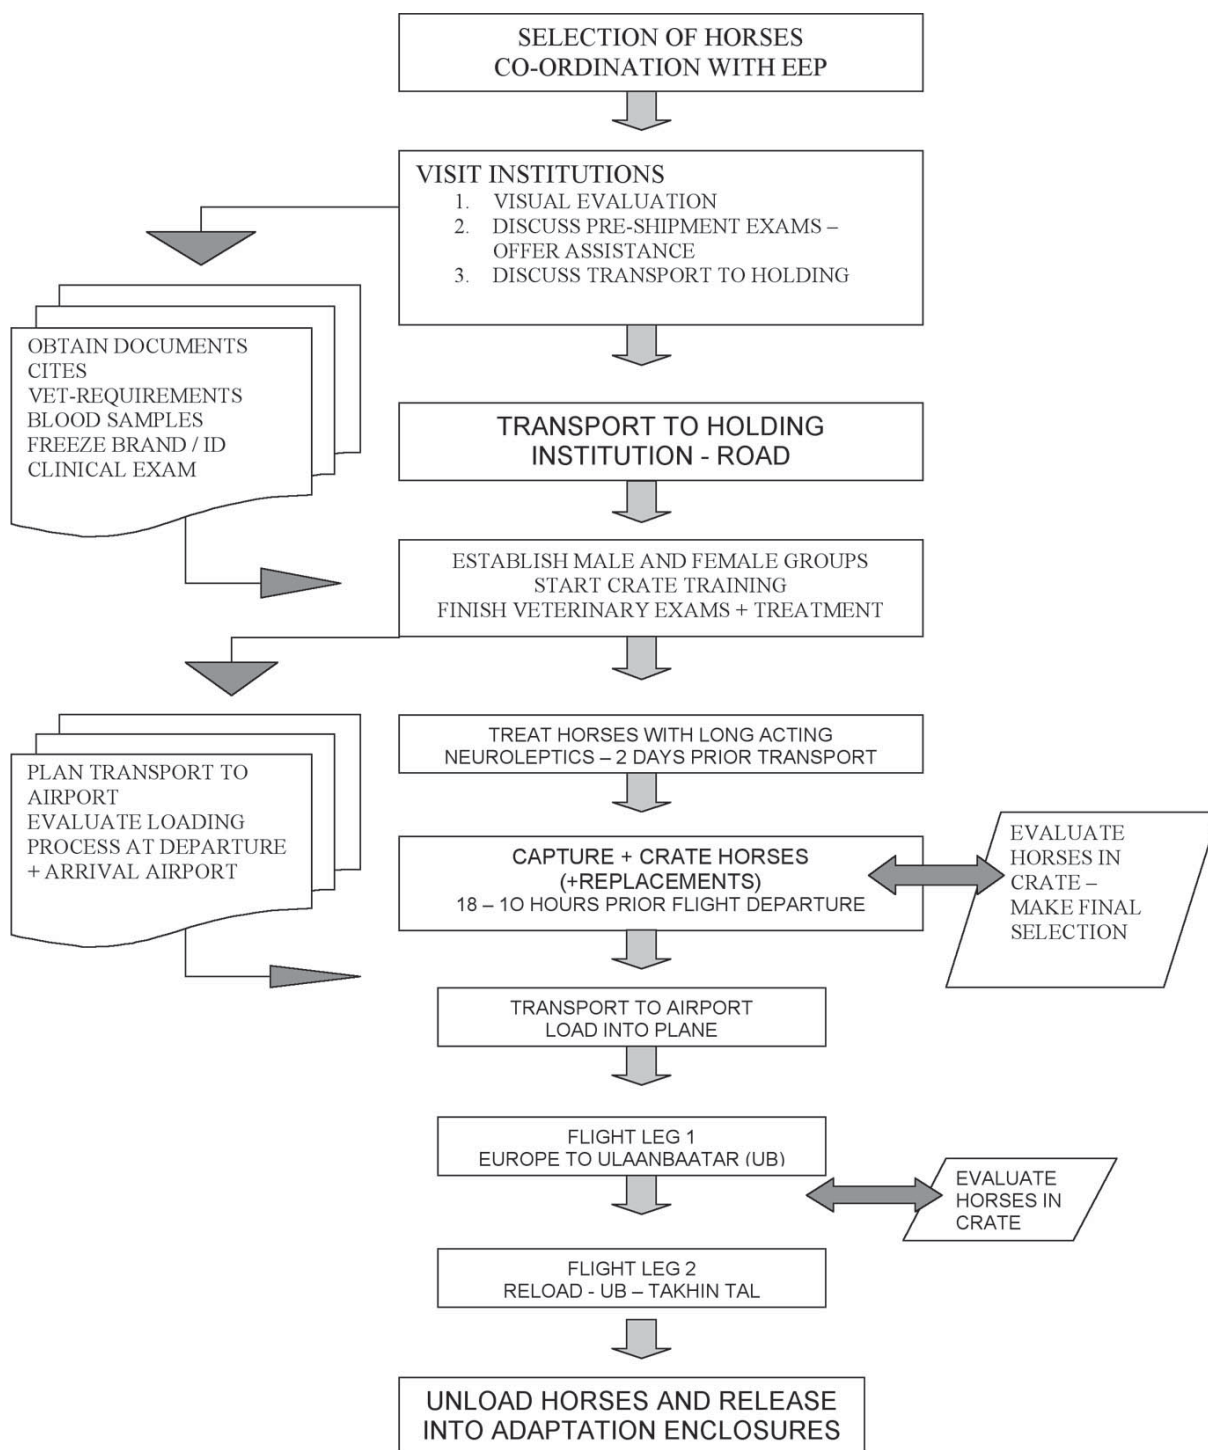 SELECTION OF HORSES
CO-ORDINATION WITH EEP
VISIT INSTITUTIONS
1. VISUAL EVALUATION
2. DISCUSS PRE-SHIPMENT EXAMS –
OFFER ASSISTANCE
3. DISCUSS TRANSPORT TO HOLDING
OBTAIN DOCUMENTS
CITES
VET-REQUIREMENTS
BLOOD SAMPLES
FREEZE BRAND / ID
CLINICAL EXAM
TRANSPORT TO HOLDING
INSTITUTION - ROAD
ESTABLISH MALE AND FEMALE GROUPS
START CRATE TRAINING
FINISH VETERINARY EXAMS + TREATMENT
PLAN TRANSPORT TO
AIRPORT
EVALUATE LOADING
PROCESS AT DEPARTURE
+ ARRIVAL AIRPORT
TREAT HORSES WITH LONG ACTING
NEUROLEPTICS – 2 DAYS PRIOR TRANSPORT
CAPTURE + CRATE HORSES
(+REPLACEMENTS)
18 – 1O HOURS PRIOR FLIGHT DEPARTURE
EVALUATE
HORSES IN
CRATE –
MAKE FINAL
SELECTION
TRANSPORT TO AIRPORT
LOAD INTO PLANE
FLIGHT LEG 1
EUROPE TO ULAANBAATAR (UB)
EVALUATE
HORSES IN
CRATE
FLIGHT LEG 2
RELOAD - UB – TAKHIN TAL
UNLOAD HORSES AND RELEASE
INTO ADAPTATION ENCLOSURES